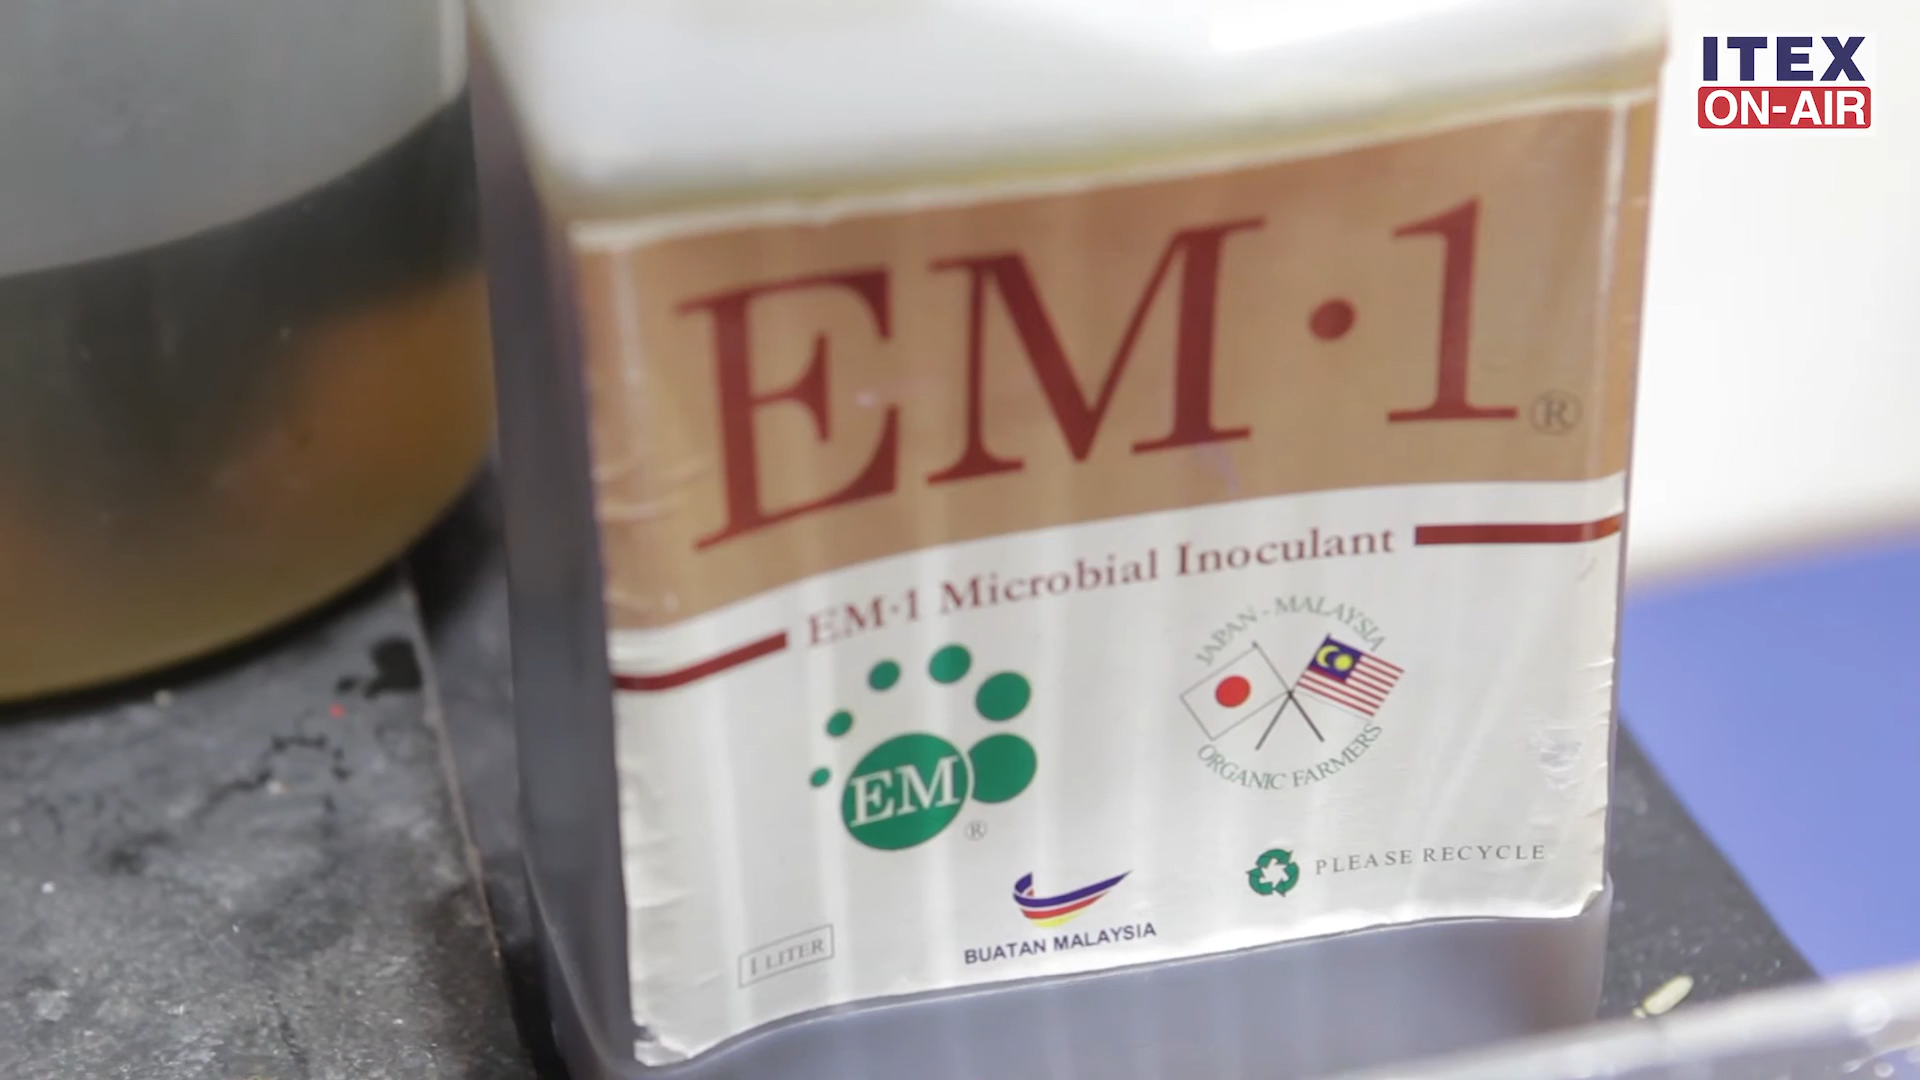 ITEX
ON-AIR
EM·1®
EM·1 Microbial Inoculant
JAPAN - MALAYSIA
ORGANIC FARMERS
EM®
PLEASE RECYCLE
BUATAN MALAYSIA
1 LITER